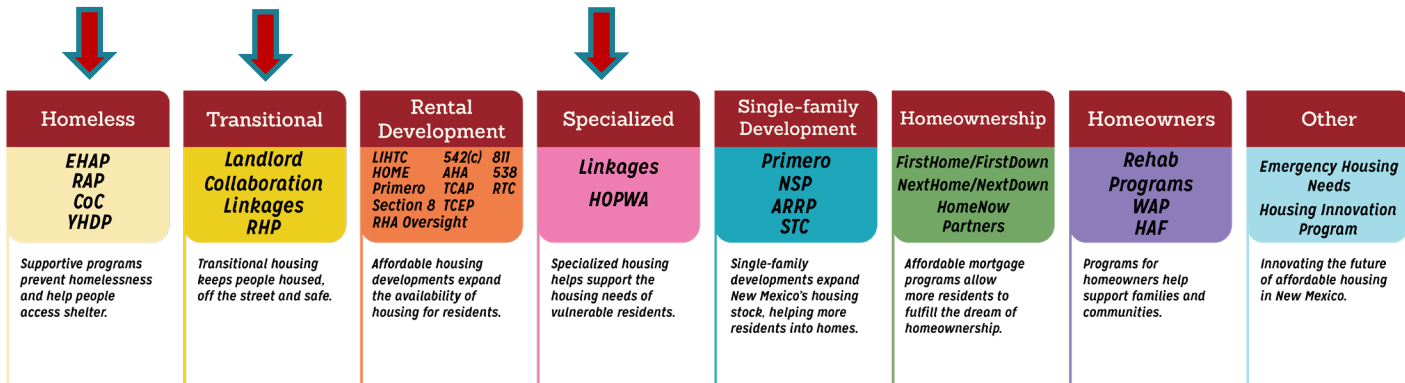 Homeless
EHAP
RAP
CoC
YHDP
Supportive programs
prevent homelessness
and help people
access shelter.
Transitional
Landlord
Collaboration
Linkages
RHP
Transitional housing
keeps people housed,
off the street and safe.
Rental
Development
LIHTC 542(c) 811
HOME AHA 538
Primero TCAP RTC
Section 8 TCEP
RHA Oversight
Affordable housing
developments expand
the availability of
housing for residents.
Specialized
Linkages
HOPWA
Specialized housing
helps support the
housing needs of
vulnerable residents.
Single-family
Development
Primero
NSP
ARRP
STC
Single-family
developments expand
New Mexico's housing
stock, helping more
residents into homes.
Homeownership
FirstHome/FirstDown
NextHome/NextDown
HomeNow
Partners
Affordable mortgage
programs allow
more residents to
fulfill the dream of
homeownership.
Homeowners
Rehab
Programs
WAP
HAF
Programs for
homeowners help
support families and
communities.
Other
Emergency Housing
Needs
Housing Innovation
Program
Innovating the future
of affordable housing
in New Mexico.